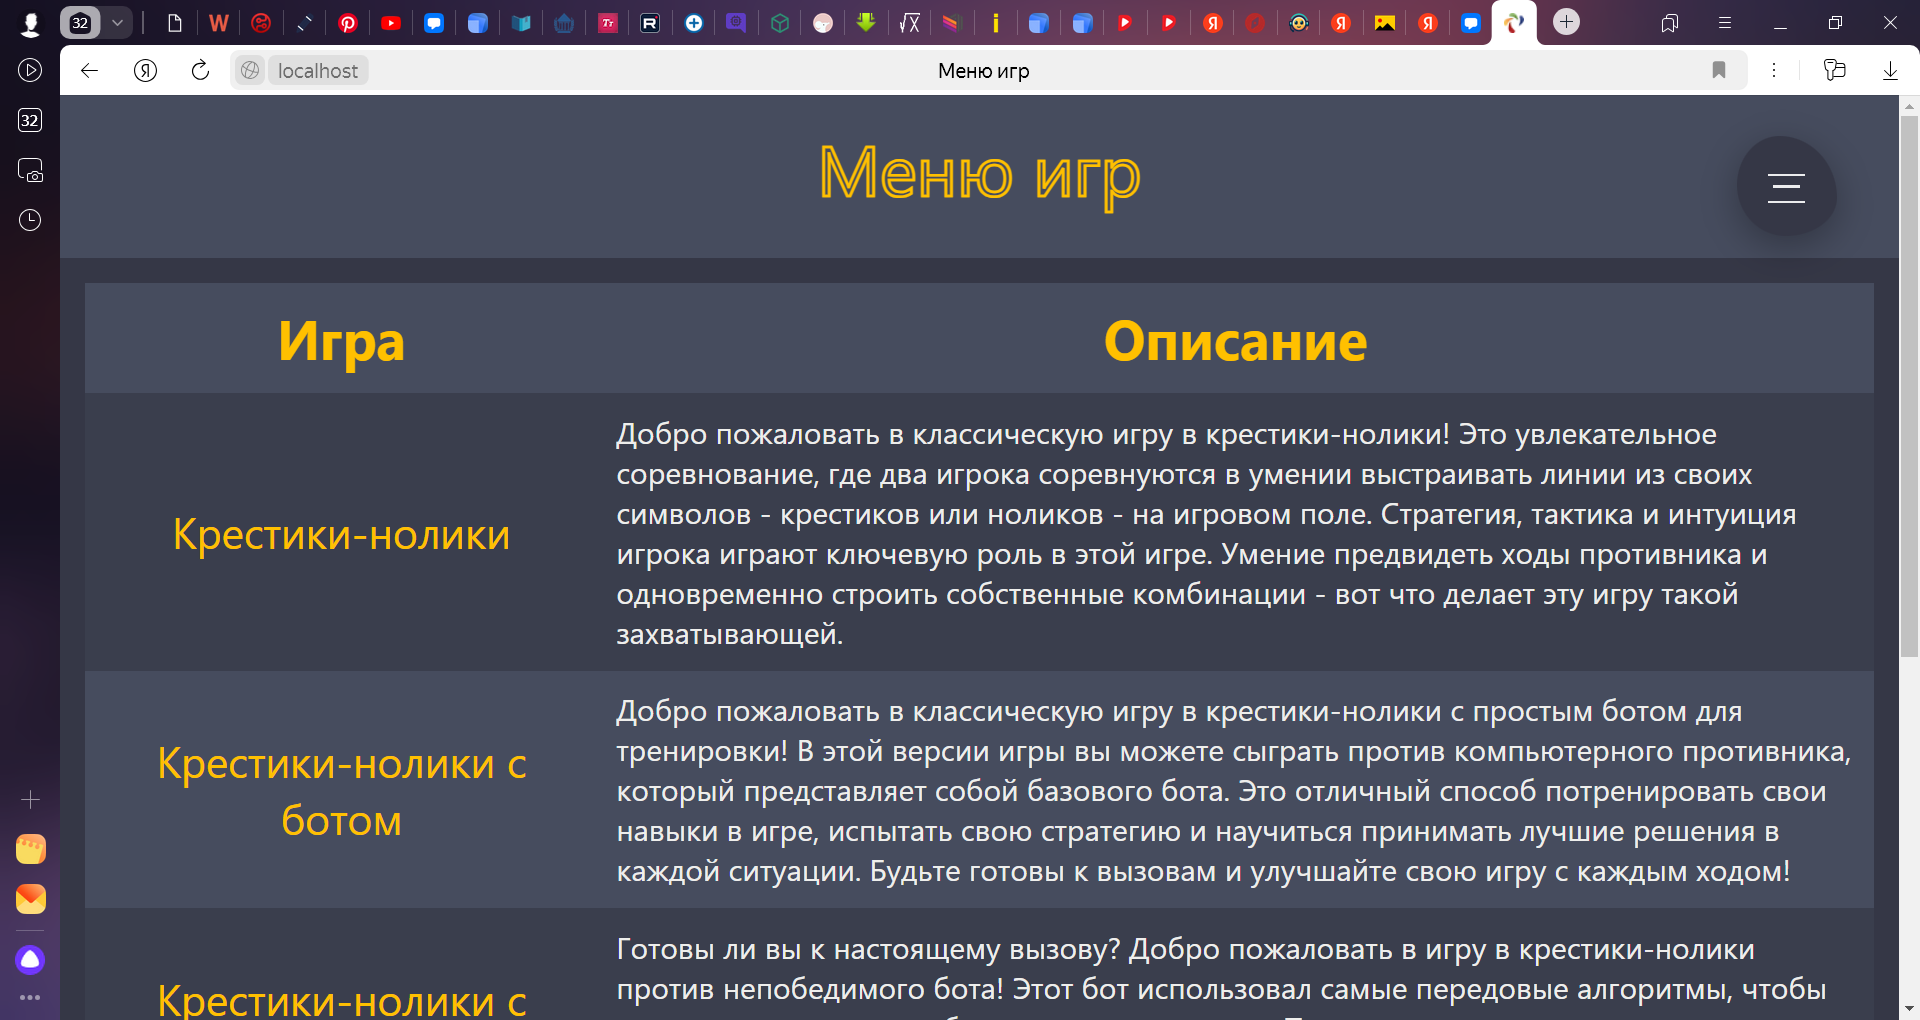 32
localhost
Меню игр
32
Меню игр
Игра
Описание
Крестики-нолики
Добро пожаловать в классическую игру в крестики-нолики! Это увлекательное
соревнование, где два игрока соревнуются в умении выстраивать линии из своих
символов - крестиков или ноликов - на игровом поле. Стратегия, тактика и интуиция
игрока играют ключевую роль в этой игре. Умение предвидеть ходы противника и
одновременно строить собственные комбинации - вот что делает эту игру такой
захватывающей.
Крестики-нолики с
ботом
Добро пожаловать в классическую игру в крестики-нолики с простым ботом для
тренировки! В этой версии игры вы можете сыграть против компьютерного противника,
который представляет собой базового бота. Это отличный способ потренировать свои
навыки в игре, испытать свою стратегию и научиться принимать лучшие решения в
каждой ситуации. Будьте готовы к вызовам и улучшайте свою игру с каждым ходом!
Крестики-нолики с
Готовы ли вы к настоящему вызову? Добро пожаловать в игру в крестики-нолики
против непобедимого бота! Этот бот использовал самые передовые алгоритмы, чтобы